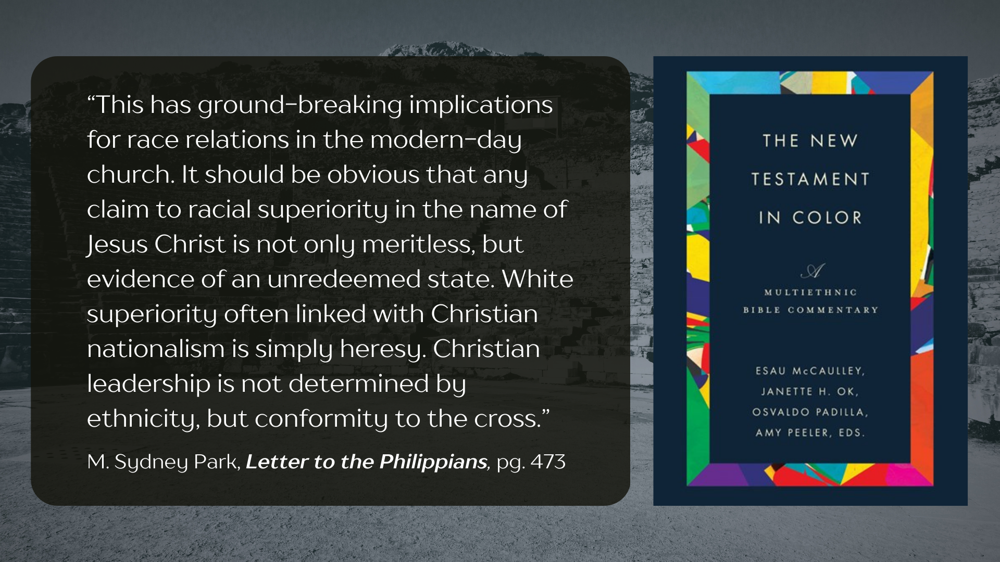 “This has ground-breaking implications
for race relations in the modern-day
church. It should be obvious that any
claim to racial superiority in the name of
Jesus Christ is not only meritless, but
evidence of an unredeemed state. White
superiority often linked with Christian
nationalism is simply heresy. Christian
leadership is not determined by
ethnicity, but conformity to the cross.”
M. Sydney Park, Letter to the Philippians, pg. 473
THE NEW
TESTAMENT
IN COLOR
A
MULTIETHNIC
BIBLE COMMENTARY
ESAU McCAULLEY,
JANETTE H. OK,
OSVALDO PADILLA,
AMY PEELER, EDS.